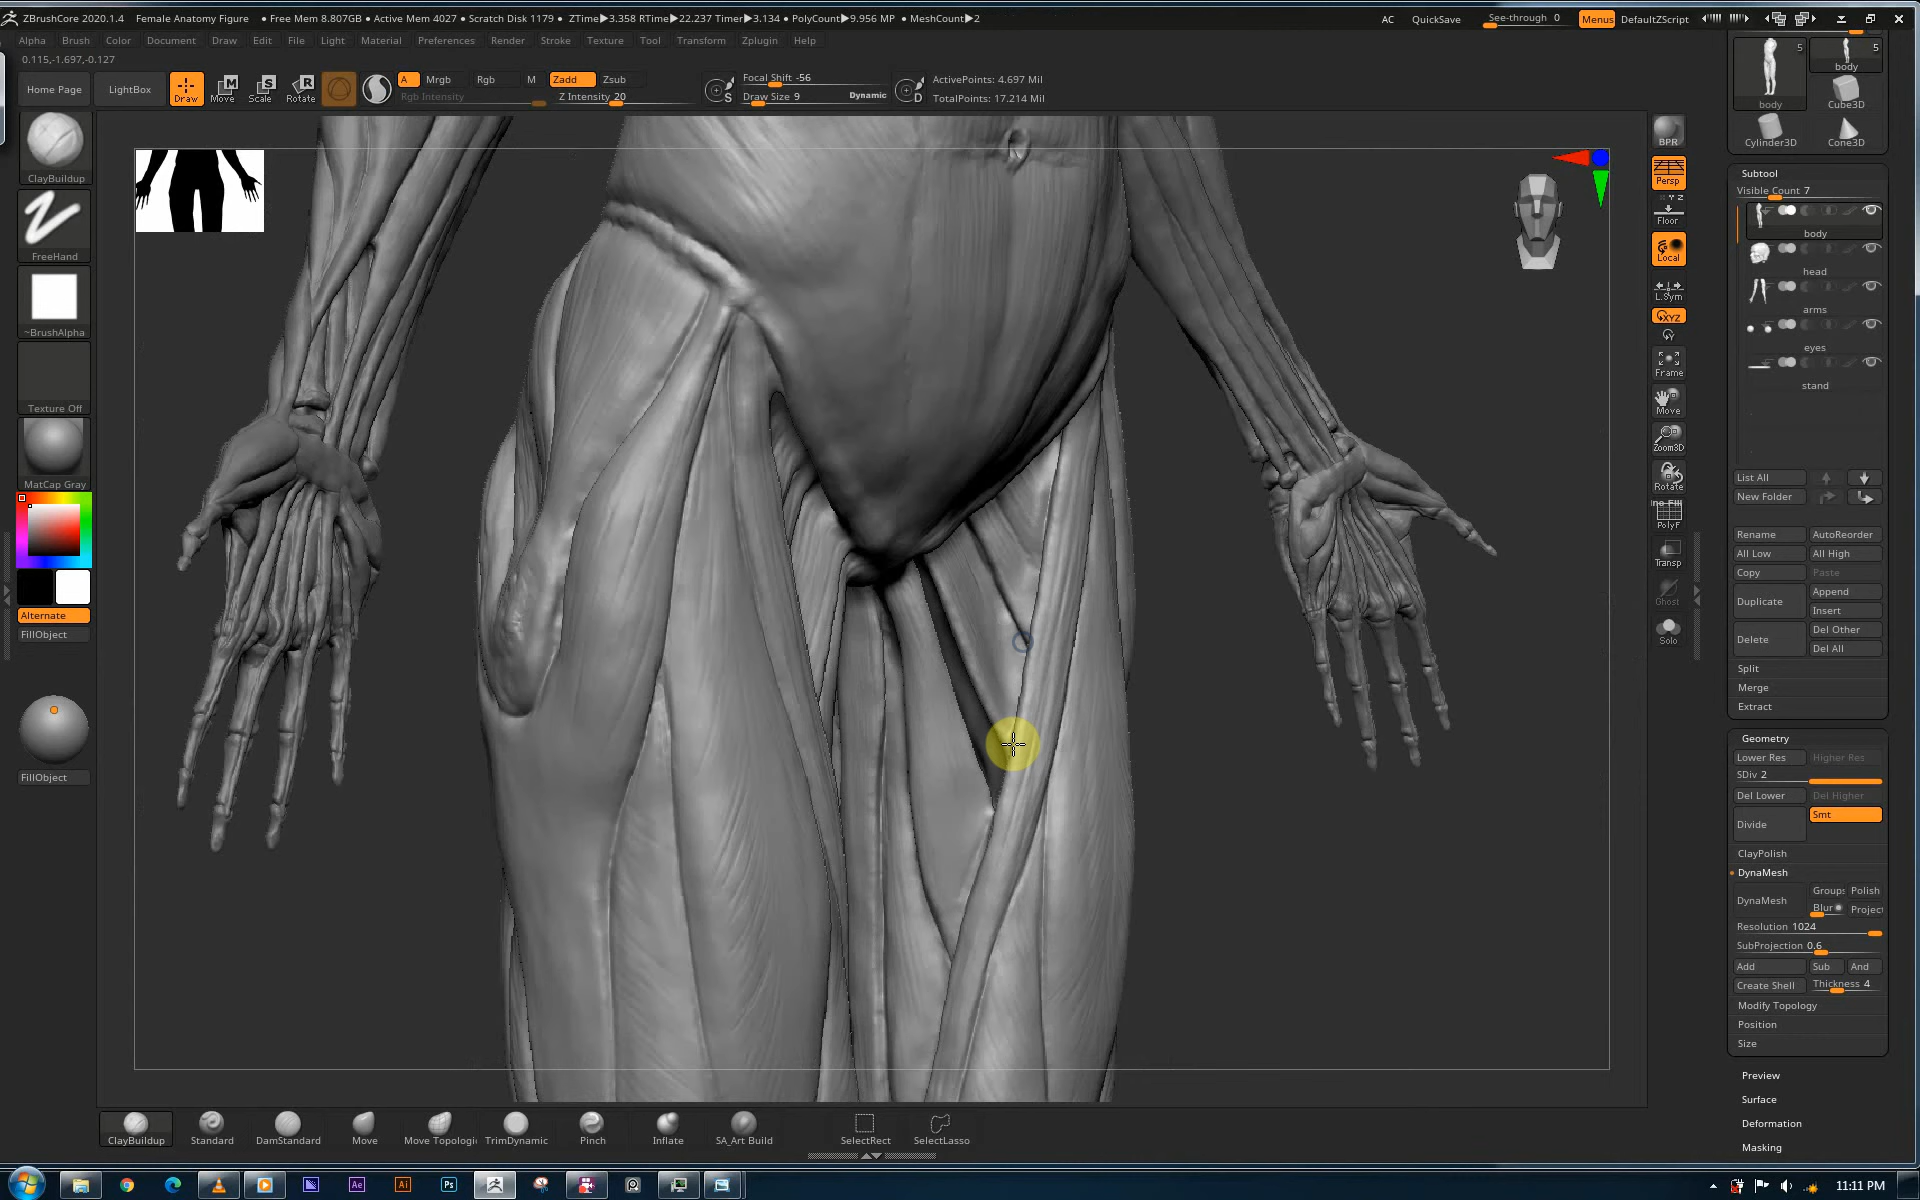 ZBrushCore 2020.1.4 Female Anatomy Figure • Free Mem 8.807GB • Active Mem 4027 • Scratch Disk 1179 • ZTime▶3.358 RTime▶22.237 Timer▶3.134 • PolyCount▶9.956 MP • MeshCount▶2
AC QuickSave See-through 0 Menus DefaultZScript
Alpha Brush Color Document Draw Edit File Light Material Preferences Render Stroke Texture Tool Transform Zplugin Help
0.115,-1.697,-0.127
Home Page LightBox Draw Move Scale Rotate
A Mrgb Rgb M Zadd Zsub
Rgb Intensity Z Intensity 20
Focal Shift -56
Draw Size 9 Dynamic
ActivePoints: 4.697 Mil
TotalPoints: 17.214 Mil
ClayBuildup
FreeHand
~BrushAlpha
Texture Off
MatCap Gray
Alternate
FillObject
FillObject
BPR
Persp
Floor
Local
L.Sym
XYZ
Frame
Move
Zoom3D
Rotate
PolyF
Transp
Ghost
Solo
5
5
body
body
Cube3D
Cylinder3D Cone3D
Subtool
Visible Count 7
body
head
arms
eyes
stand
List All
New Folder
Rename AutoReorder
All Low All High
Copy Paste
Duplicate Append
Insert
Delete Del Other
Del All
Split
Merge
Extract
Geometry
Lower Res Higher Res
SDiv 2
Del Lower Del Higher
Divide Smt
ClayPolish
DynaMesh
DynaMesh Group: Polish
Blur Projec
Resolution 1024
SubProjection 0.6
Add Sub And
Create Shell Thickness 4
Modify Topology
Position
Size
Preview
Surface
Deformation
Masking
ClayBuildup Standard DamStandard Move Move Topologi TrimDynamic Pinch Inflate SA_Art Build SelectRect SelectLasso
Ae Ai Ps
11:11 PM